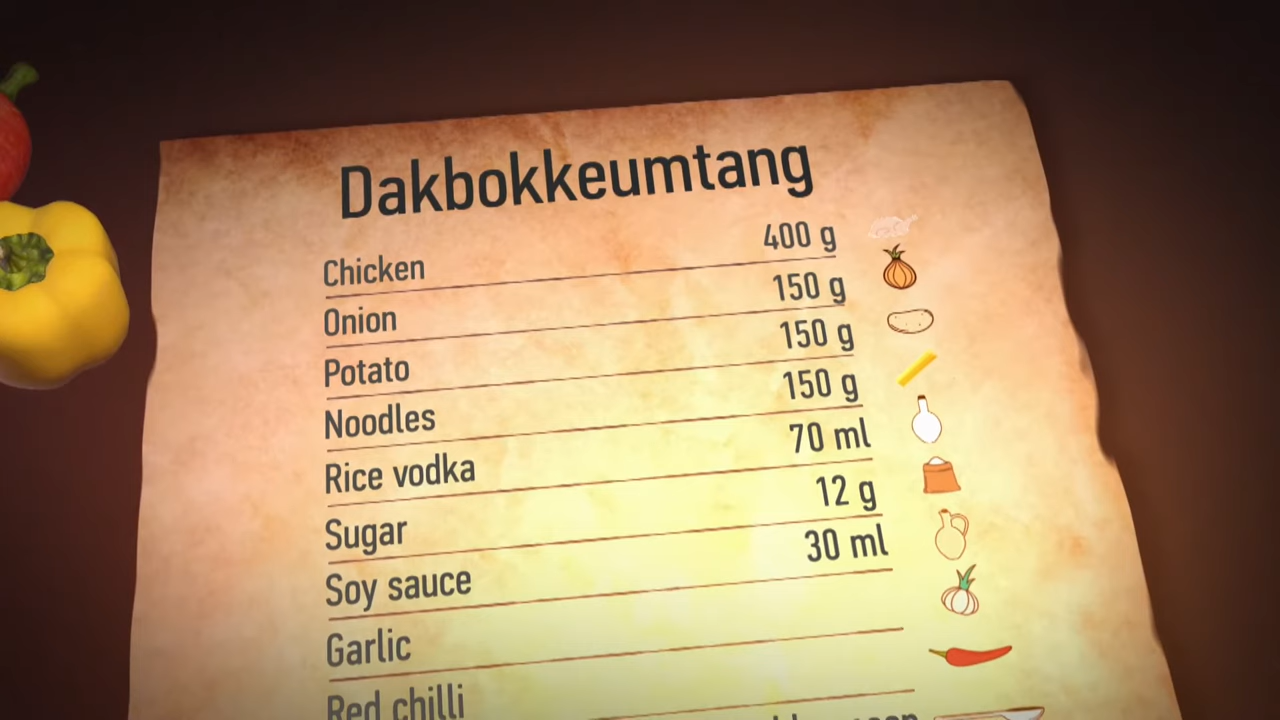 Dakbokkeumtang
Chicken 400 g
Onion 150 g
Potato 150 g
Noodles 150 g
Rice vodka 70 ml
Sugar 12 g
Soy sauce 30 ml
Garlic
Red chilli